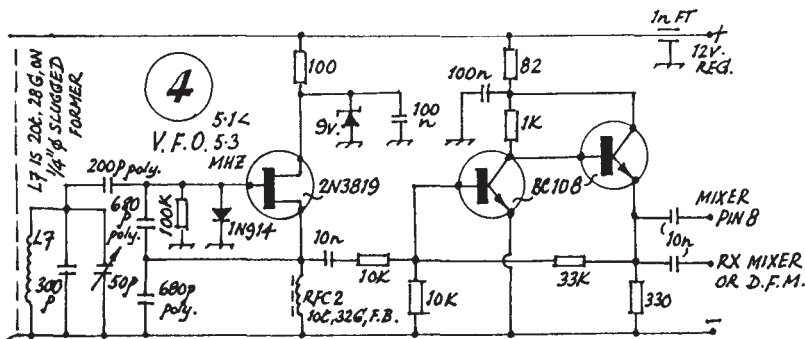 L7 IS 20t. 28G, ON
1/4"⌀ SLUGGED
FORMER
4
V.F.O.
5.1<
5.3
MHZ
100
9v.
100
n
100n
82
1K
1n FT
+
12v.
REG.
200p poly.
2N3819
BC108
680
p
poly.
100K
1N914
10n
10K
33K
MIXER
PIN 8
10n
RX MIXER
OR D.F.M.
L7
300
p
50p
680p
poly.
RFC2
10t, 32G, F.B.
10K
330
-